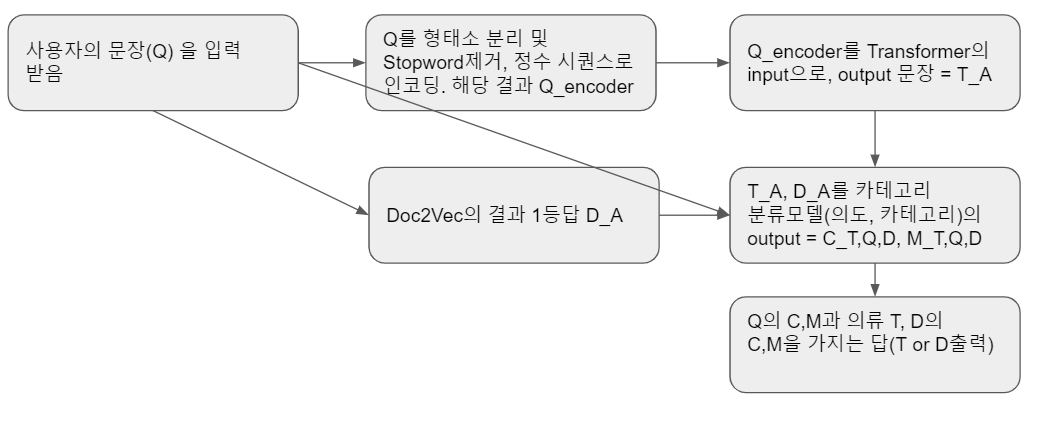 사용자의 문장(Q) 을 입력
받음
Q를 형태소 분리 및
Stopword제거, 정수 시퀀스로
인코딩. 해당 결과 Q_encoder
Q_encoder를 Transformer의
input으로, output 문장 = T_A
Doc2Vec의 결과 1등답 D_A
T_A, D_A를 카테고리
분류모델(의도, 카테고리)의
output = C_T,Q,D, M_T,Q,D
Q의 C,M과 의류 T, D의
C,M을 가지는 답(T or D출력)